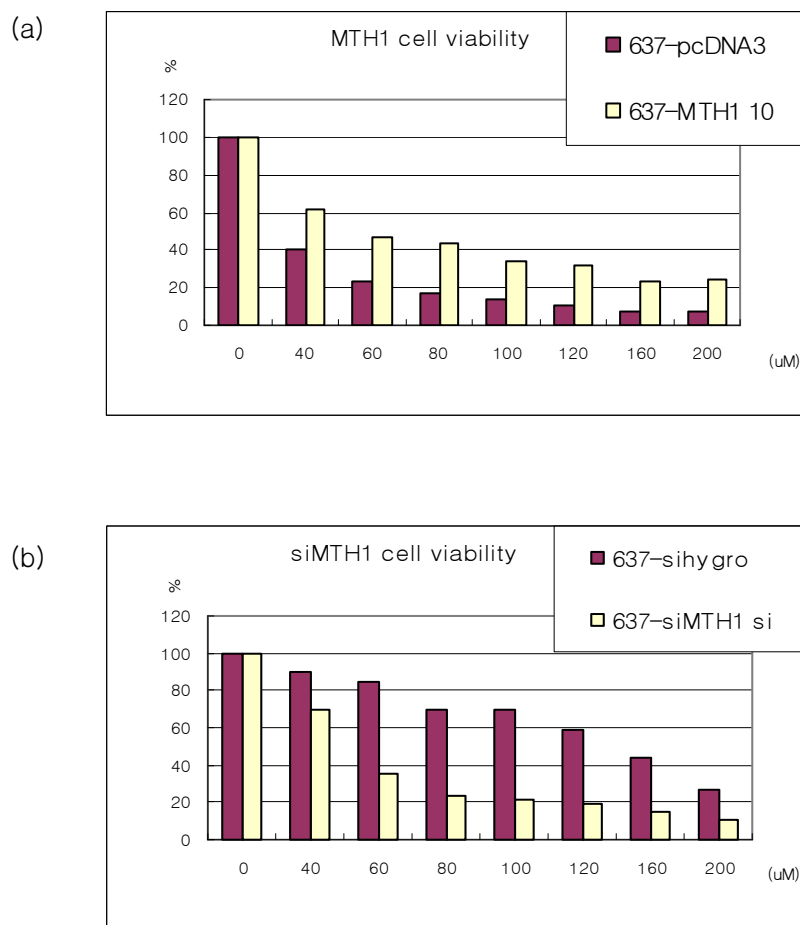 (a)
MTH1 cell viability
637-pcDNA3
637-MTH1 10
%
120
100
80
60
40
20
0
0 40 60 80 100 120 160 200
(uM)
(b)
siMTH1 cell viability
637-sihygro
637-siMTH1 si
%
120
100
80
60
40
20
0
0 40 60 80 100 120 160 200
(uM)